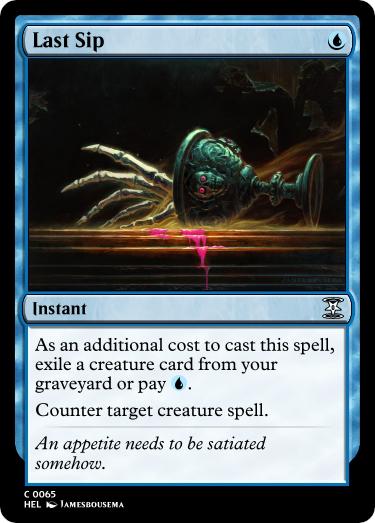 Last Sip
Instant
As an additional cost to cast this spell,
exile a creature card from your
graveyard or pay .
Counter target creature spell.
An appetite needs to be satiated
somehow.
C 0065
HEL JAMESBOUSEMA